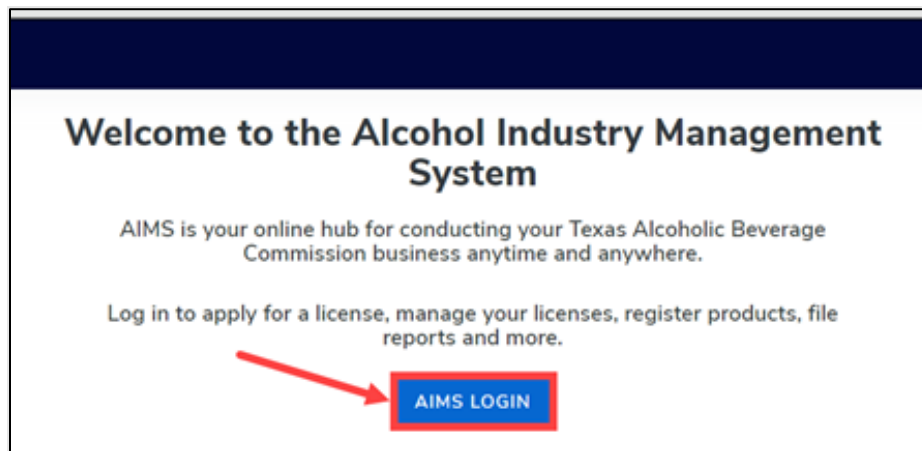 Welcome to the Alcohol Industry Management
System
AIMS is your online hub for conducting your Texas Alcoholic Beverage
Commission business anytime and anywhere.
Log in to apply for a license, manage your licenses, register products, file
reports and more.
AIMS LOGIN